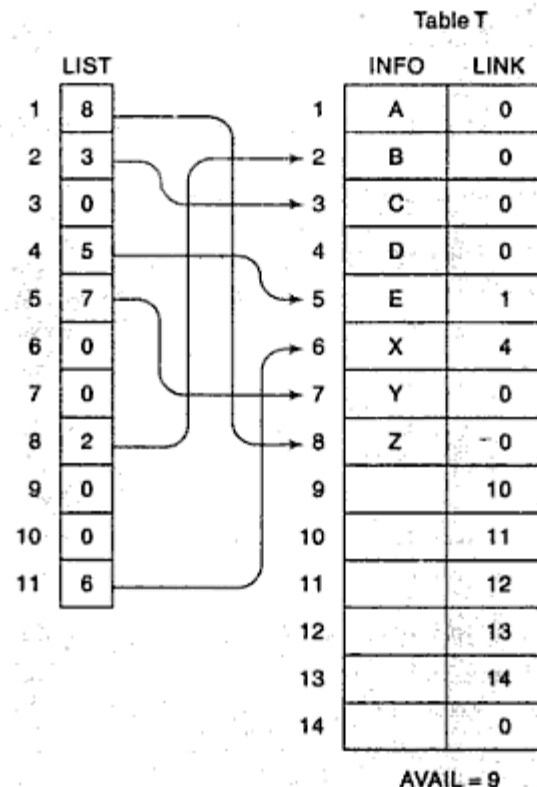 Table T
LIST INFO LINK
1 8 1 A 0
2 3 2 B 0
3 0 3 C 0
4 5 4 D 0
5 7 5 E 1
6 0 6 X 4
7 0 7 Y 0
8 2 8 Z 0
9 0 9 10
10 0 10 11
11 6 11 12
12 13
13 14
14 0
AVAIL = 9